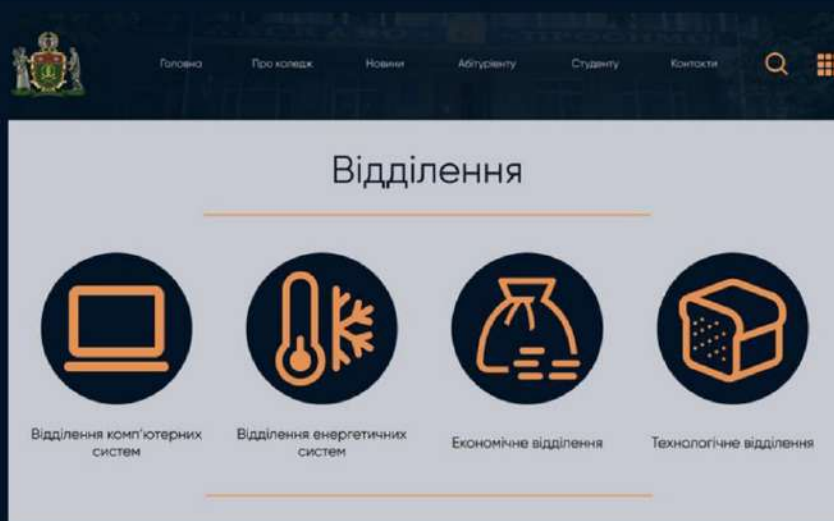 Головна Про коледж Новини Абітурієнту Студенту Контакти
Відділення
Відділення комп'ютерних
систем
Відділення енергетичних
систем
Економічне відділення
Технологічне відділення